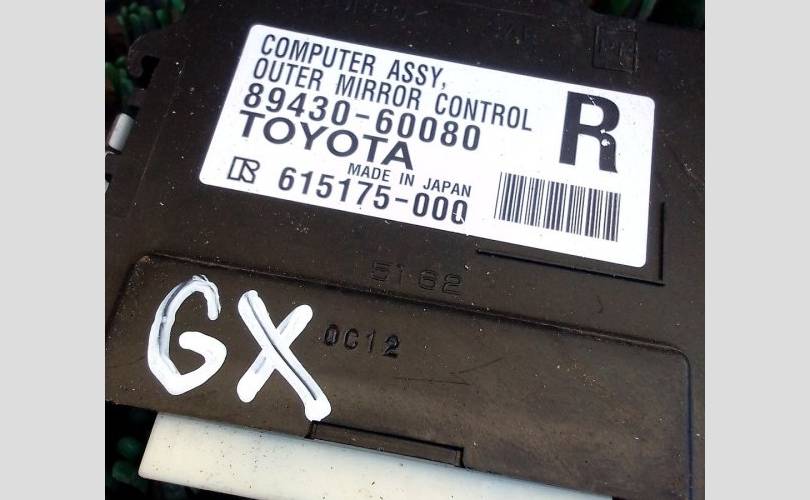 COMPUTER ASSY,
OUTER MIRROR CONTROL
89430-60080
TOYOTA
R
MADE IN JAPAN
615175-000
5162
GX
0C12